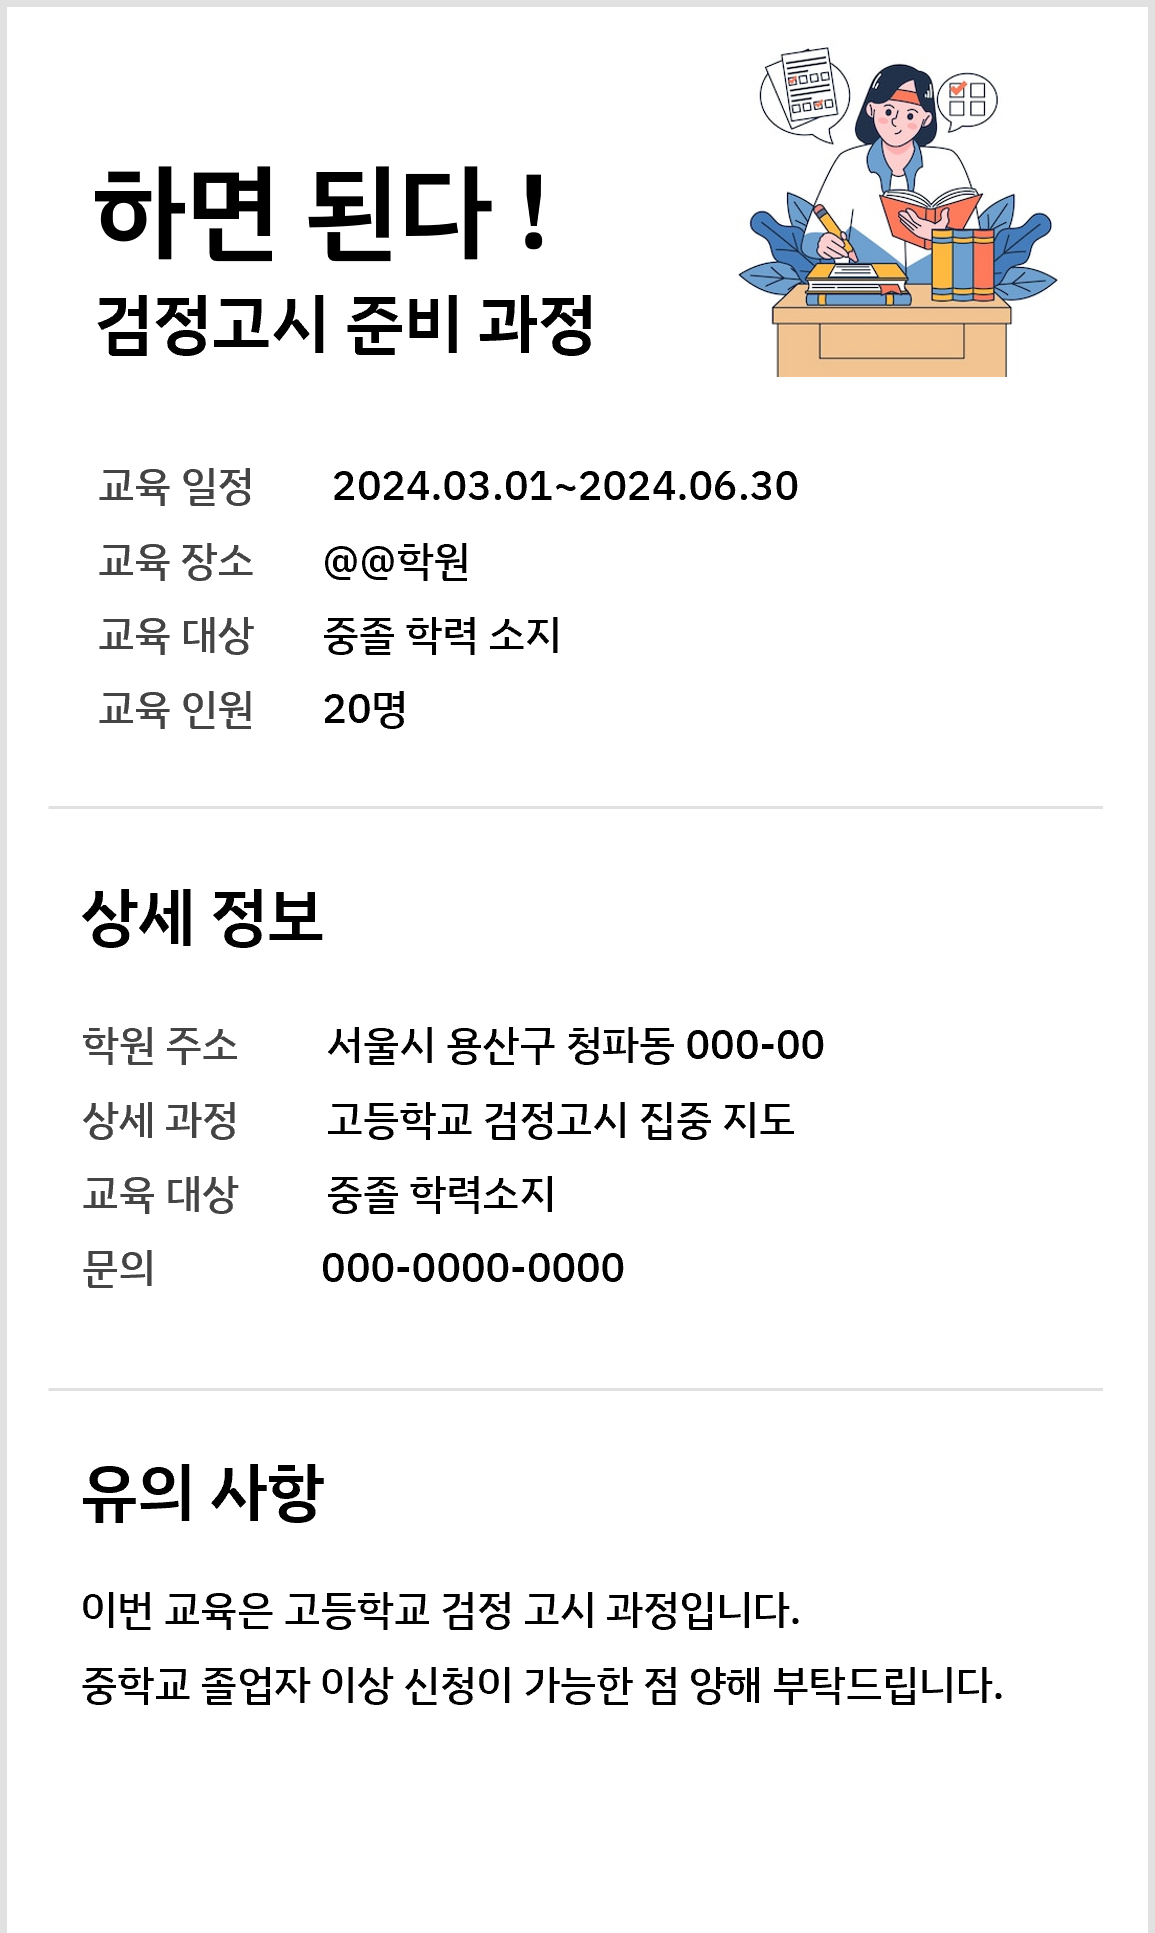 하면 된다 !
검정고시 준비 과정
교육 일정 2024.03.01~2024.06.30
교육 장소 @@학원
교육 대상 중졸 학력 소지
교육 인원 20명
상세 정보
학원 주소 서울시 용산구 청파동 000-00
상세 과정 고등학교 검정고시 집중 지도
교육 대상 중졸 학력소지
문의 000-0000-0000
유의 사항
이번 교육은 고등학교 검정 고시 과정입니다.
중학교 졸업자 이상 신청이 가능한 점 양해 부탁드립니다.